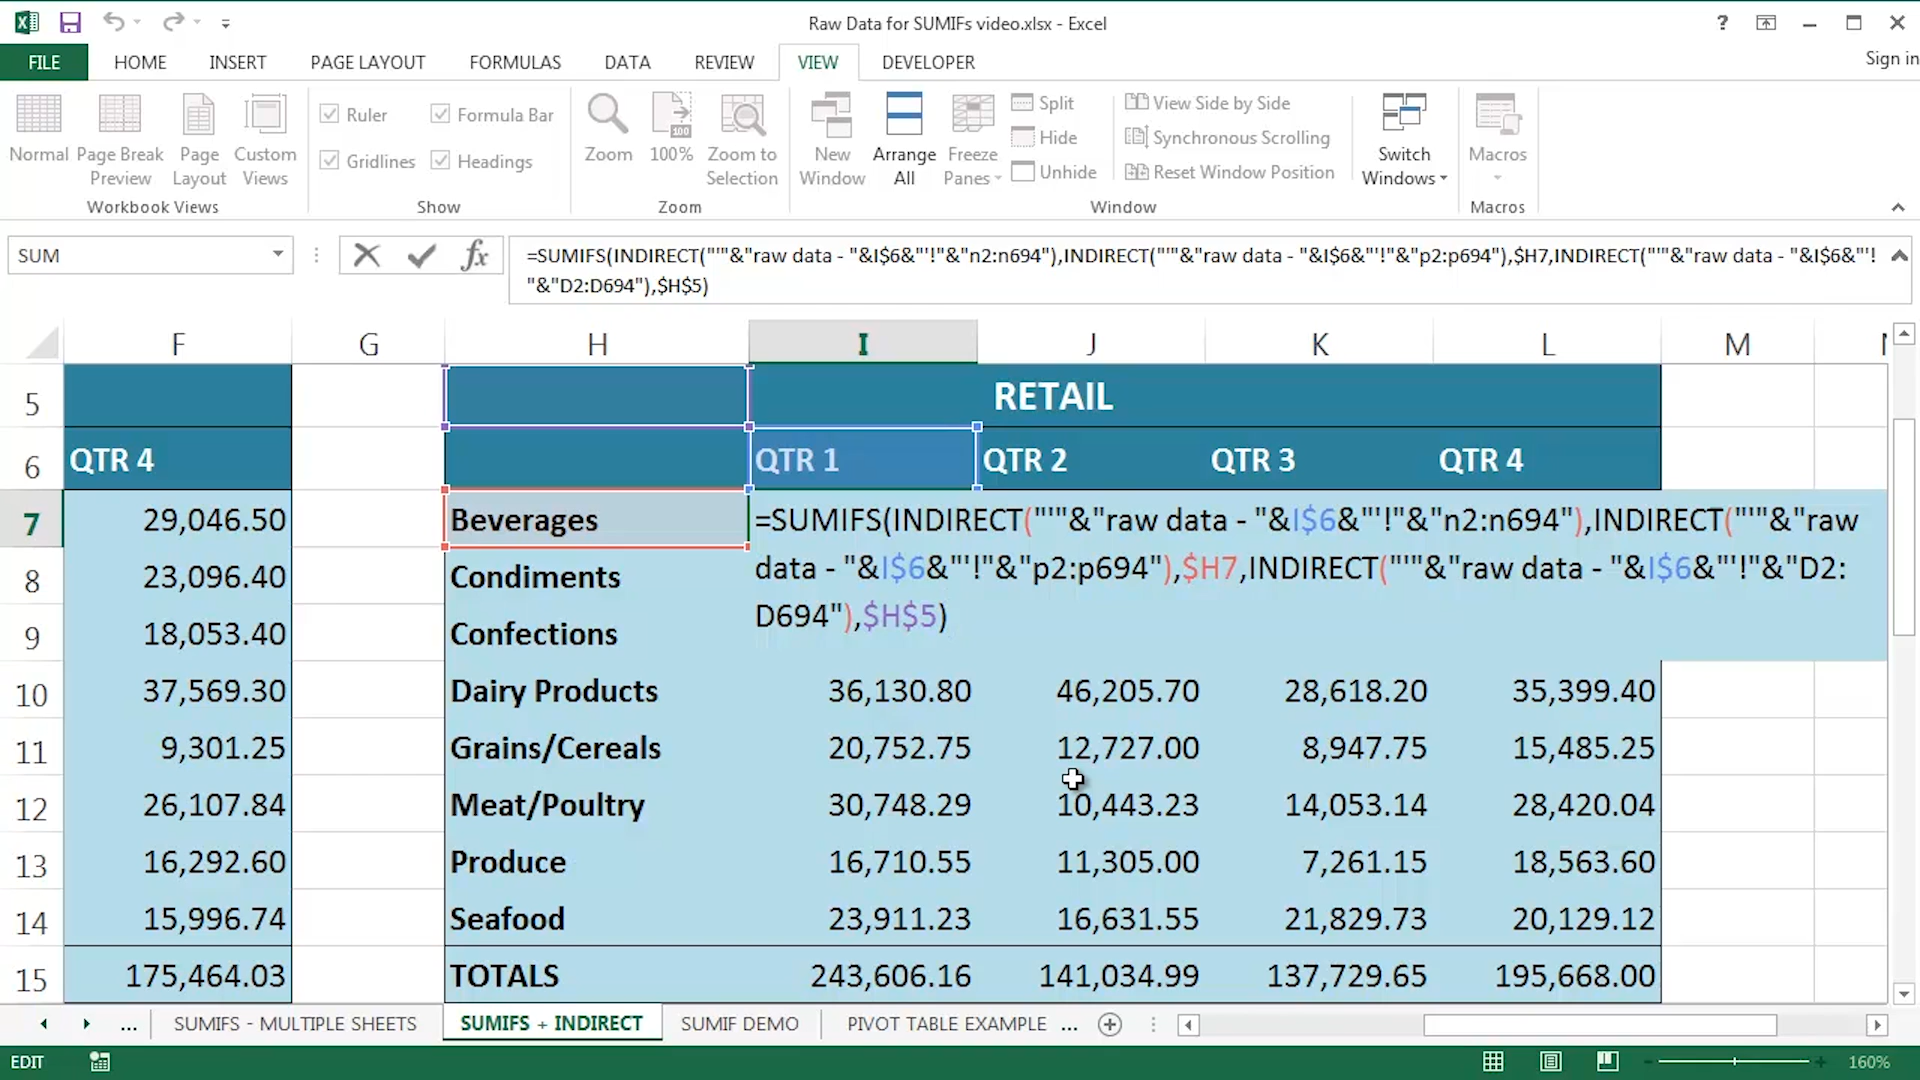 Raw Data for SUMIFs video.xlsx - Excel
?
FILE HOME INSERT PAGE LAYOUT FORMULAS DATA REVIEW VIEW DEVELOPER Sign in
Normal
Page Break Preview
Page Layout
Custom Views
Workbook Views
Ruler
Formula Bar
Gridlines
Headings
Show
Zoom
100
100%
Zoom to Selection
Zoom
New Window
Arrange All
Freeze Panes
Split
Hide
Unhide
View Side by Side
Synchronous Scrolling
Reset Window Position
Window
Switch Windows
Macros
Macros
SUM
fx
=SUMIFS(INDIRECT("'"&"raw data - "&I$6&"'!"&"n2:n694"),INDIRECT("'"&"raw data - "&I$6&"'!"&"p2:p694"),$H7,INDIRECT("'"&"raw data - "&I$6&"'!
"&"D2:D694"),$H$5)
F G H I J K L M
5 RETAIL
6 QTR 4 QTR 1 QTR 2 QTR 3 QTR 4
7 29,046.50 Beverages =SUMIFS(INDIRECT("'"&"raw data - "&I$6&"'!"&"n2:n694"),INDIRECT("'"&"raw
data - "&I$6&"'!"&"p2:p694"),$H7,INDIRECT("'"&"raw data - "&I$6&"'!"&"D2:
D694"),$H$5)
8 23,096.40 Condiments
9 18,053.40 Confections
10 37,569.30 Dairy Products 36,130.80 46,205.70 28,618.20 35,399.40
11 9,301.25 Grains/Cereals 20,752.75 12,727.00 8,947.75 15,485.25
12 26,107.84 Meat/Poultry 30,748.29 10,443.23 14,053.14 28,420.04
13 16,292.60 Produce 16,710.55 11,305.00 7,261.15 18,563.60
14 15,996.74 Seafood 23,911.23 16,631.55 21,829.73 20,129.12
15 175,464.03 TOTALS 243,606.16 141,034.99 137,729.65 195,668.00
... SUMIFS - MULTIPLE SHEETS SUMIFS + INDIRECT SUMIF DEMO PIVOT TABLE EXAMPLE ...
EDIT 160%